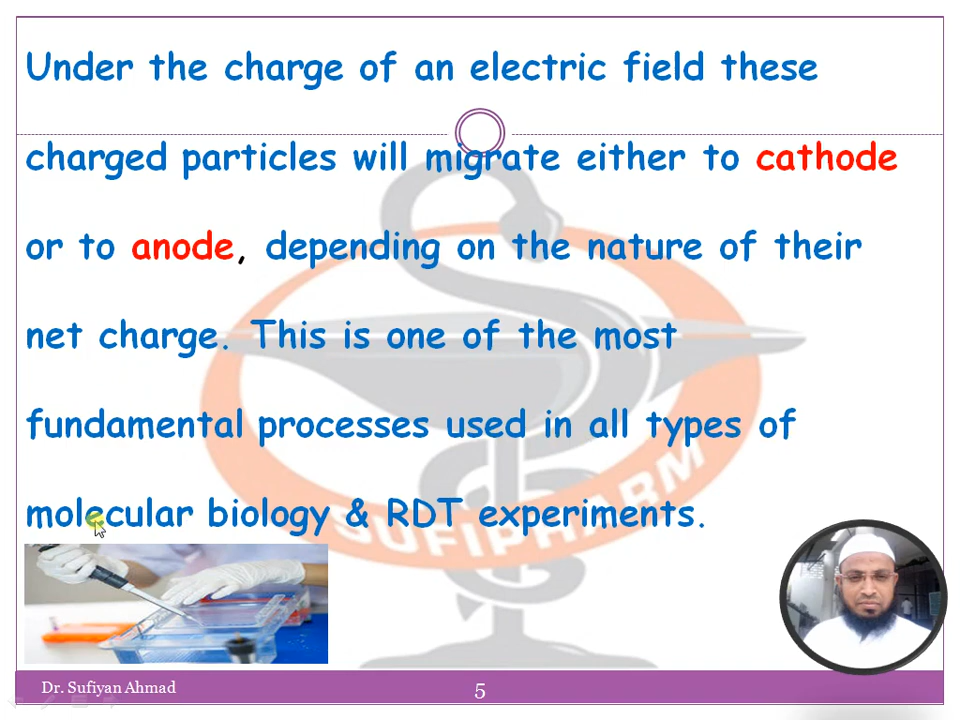 Under the charge of an electric field these
charged particles will migrate either to cathode
or to anode, depending on the nature of their
net charge. This is one of the most
fundamental processes used in all types of
molecular biology & RDT experiments.
SUFIPHARM
Dr. Sufiyan Ahmad
5